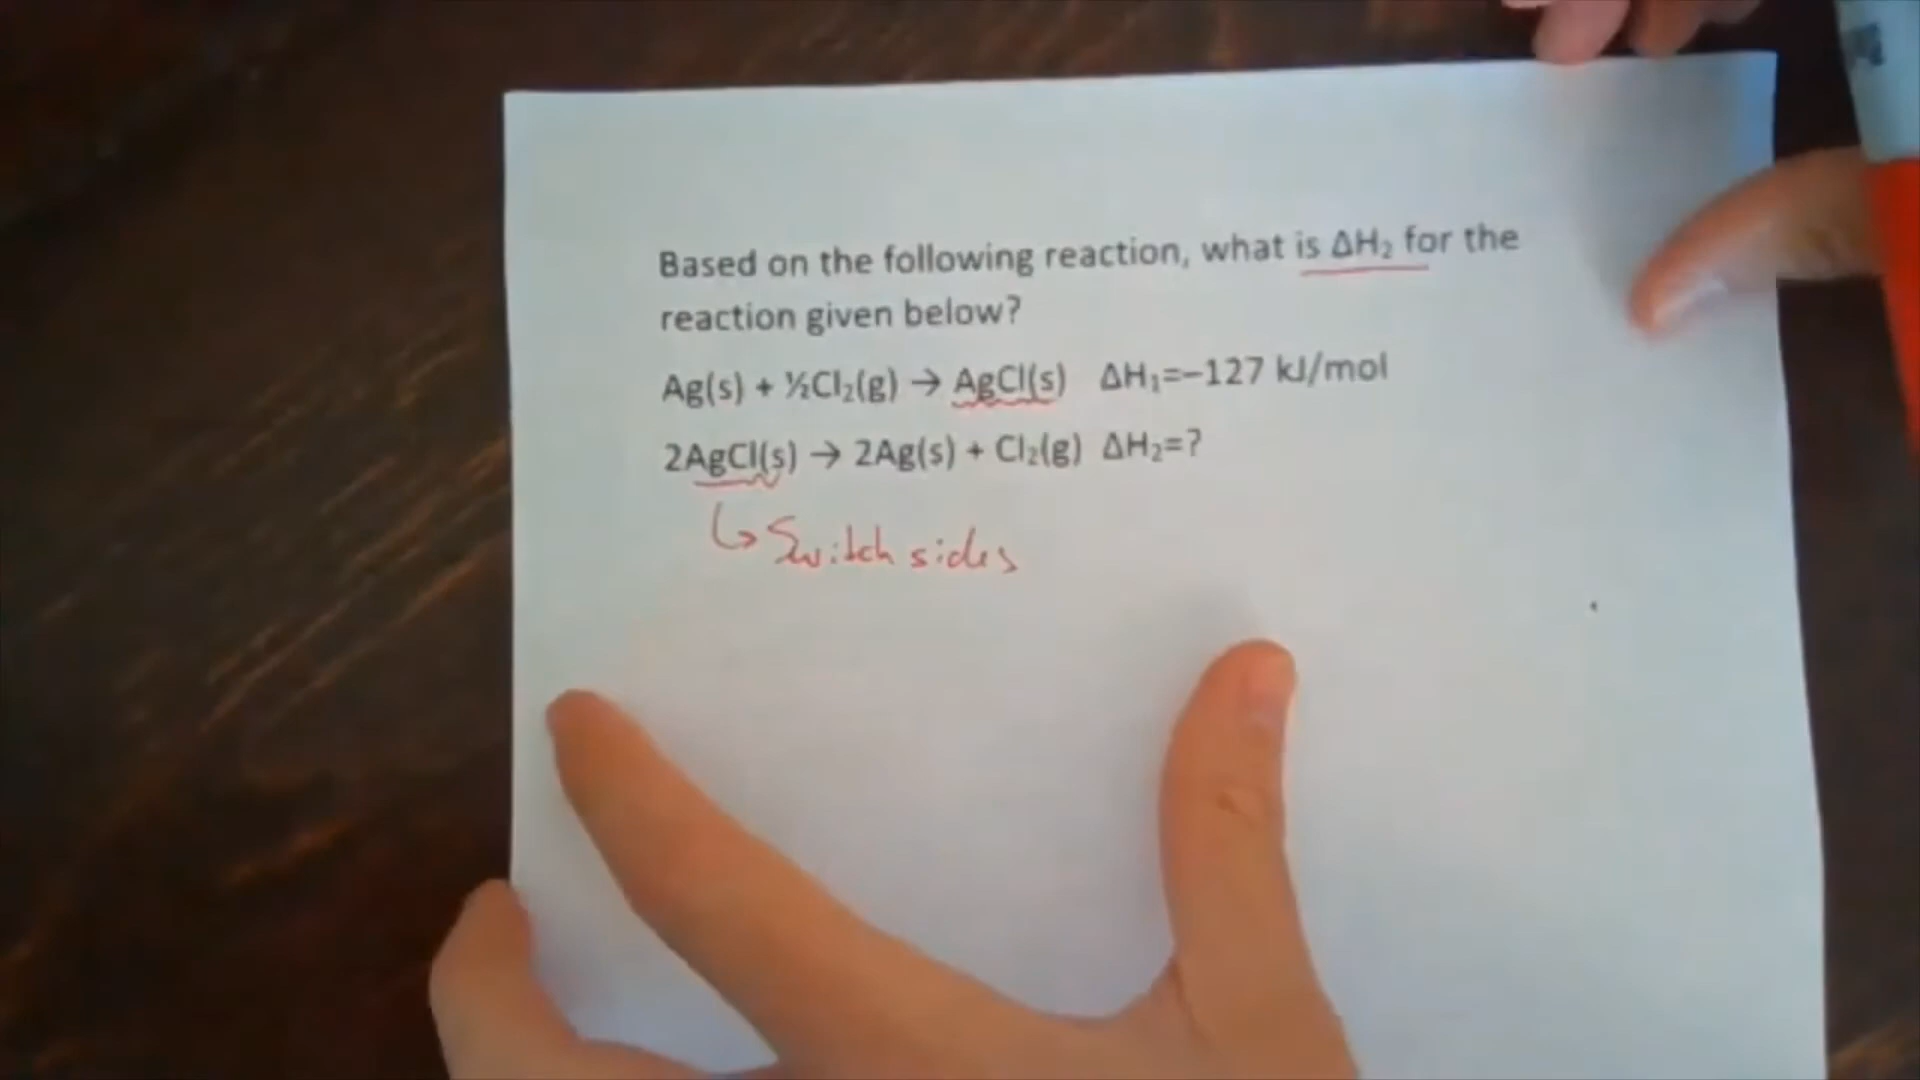 Based on the following reaction, what is ΔH₂ for the
reaction given below?
Ag(s) + ½Cl₂(g) → AgCl(s) ΔH₁=−127 kJ/mol
2AgCl(s) → 2Ag(s) + Cl₂(g) ΔH₂=?
↳ Switch sides